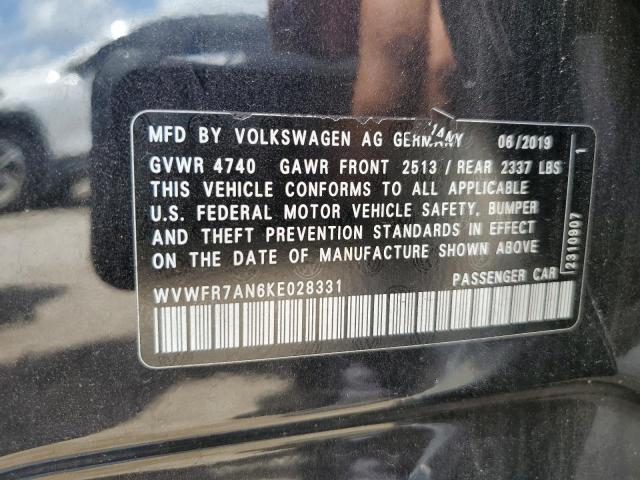 MFD BY VOLKSWAGEN AG GERMANY 06/2019
GVWR 4740 GAWR FRONT 2513 / REAR 2337 LBS
THIS VEHICLE CONFORMS TO ALL APPLICABLE
U.S. FEDERAL MOTOR VEHICLE SAFETY, BUMPER
AND THEFT PREVENTION STANDARDS IN EFFECT
ON THE DATE OF MANUFACTURE SHOWN ABOVE
WVWFR7AN6KE028331 PASSENGER CAR
2310907 1